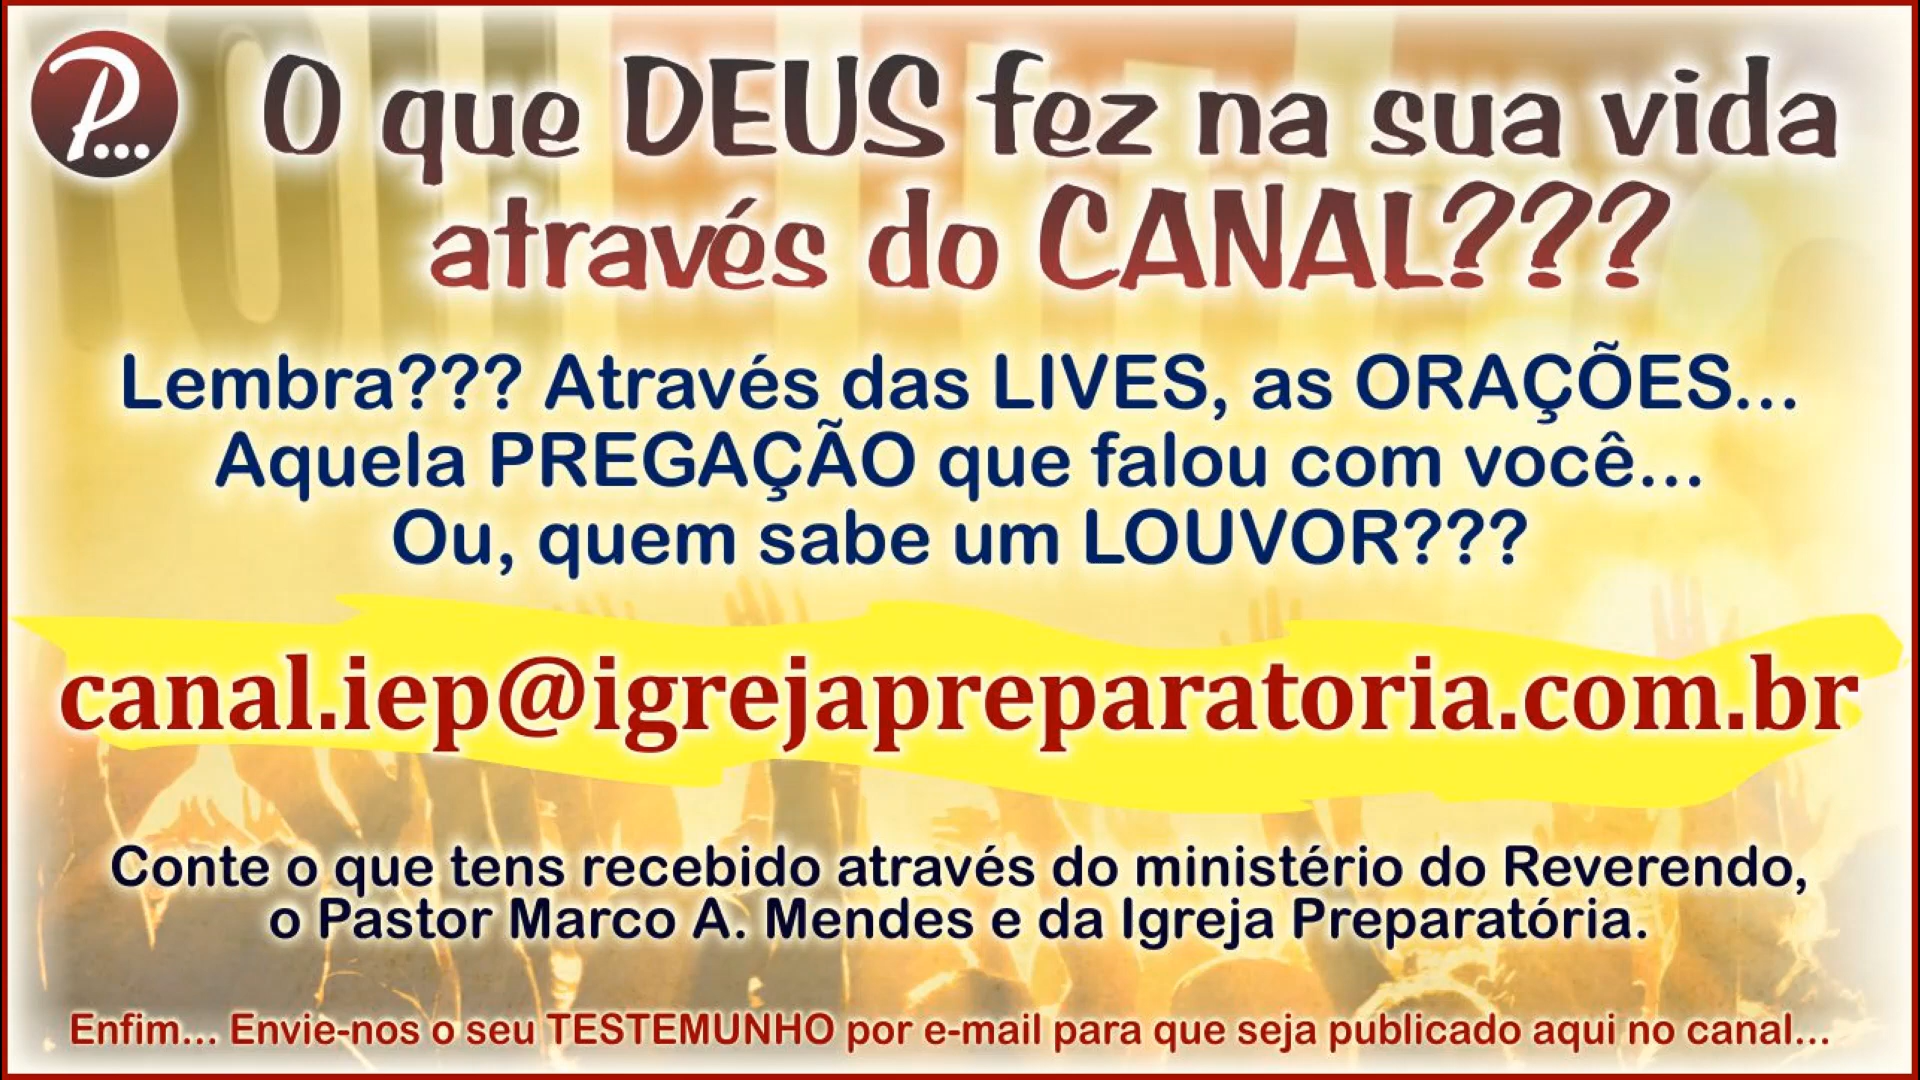 P...
O que DEUS fez na sua vida
através do CANAL???
Lembra??? Através das LIVES, as ORAÇÕES...
Aquela PREGAÇÃO que falou com você...
Ou, quem sabe um LOUVOR???
canal.iep@igrejapreparatoria.com.br
Conte o que tens recebido através do ministério do Reverendo,
o Pastor Marco A. Mendes e da Igreja Preparatória.
Enfim... Envie-nos o seu TESTEMUNHO por e-mail para que seja publicado aqui no canal...